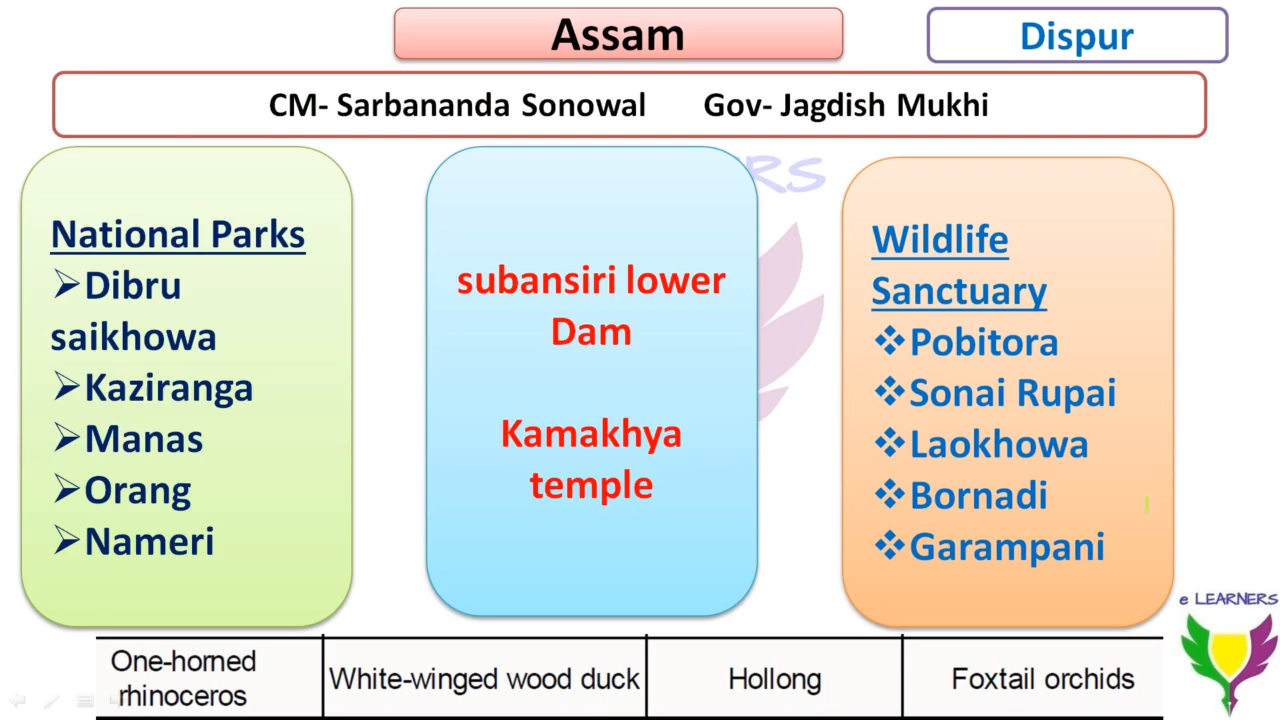 Assam
Dispur
CM- Sarbananda Sonowal Gov- Jagdish Mukhi
National Parks
Dibru
saikhowa
Kaziranga
Manas
Orang
Nameri
subansiri lower
Dam
Kamakhya
temple
Wildlife
Sanctuary
Pobitora
Sonai Rupai
Laokhowa
Bornadi
Garampani
e LEARNERS
One-horned
rhinoceros
White-winged wood duck
Hollong
Foxtail orchids